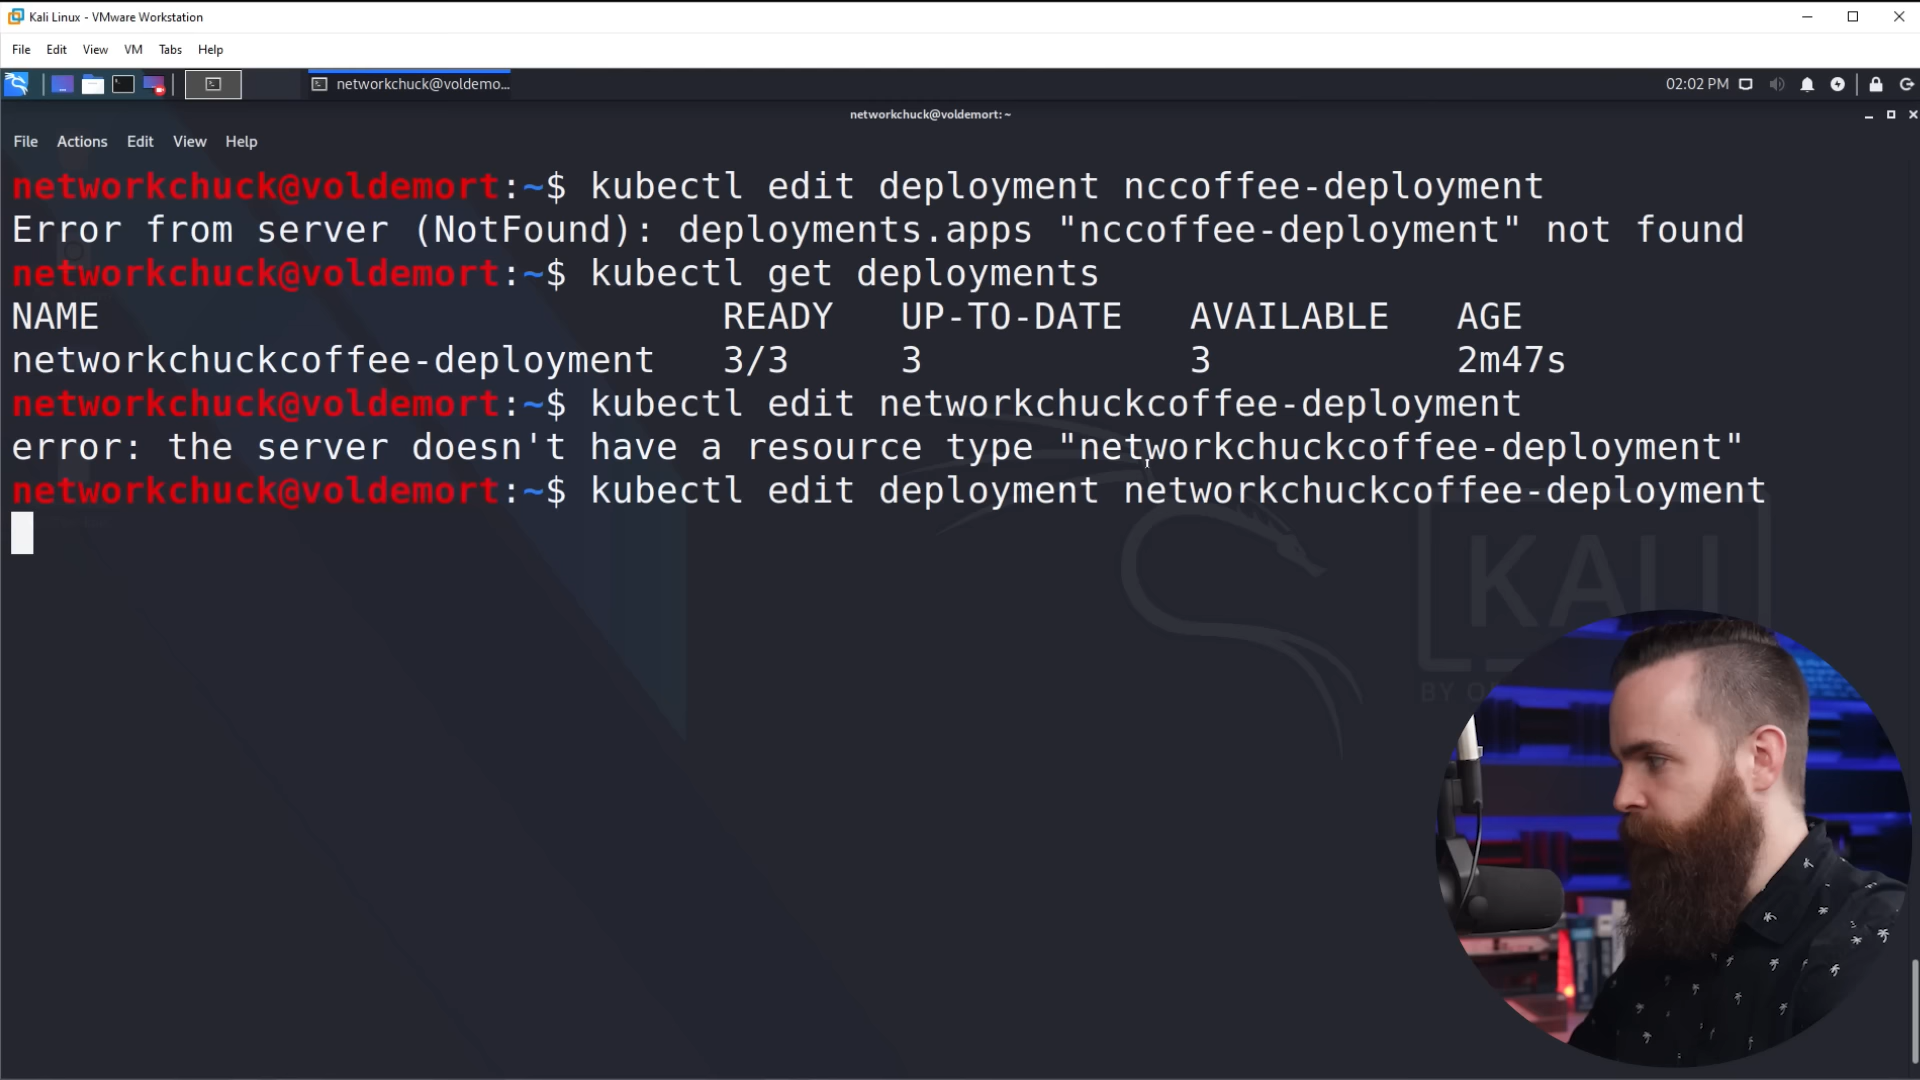 Kali Linux - VMware Workstation
File Edit View VM Tabs Help
networkchuck@voldemo...
02:02 PM
networkchuck@voldemort: ~
File Actions Edit View Help
networkchuck@voldemort:~$ kubectl edit deployment nccoffee-deployment
Error from server (NotFound): deployments.apps "nccoffee-deployment" not found
networkchuck@voldemort:~$ kubectl get deployments
NAME READY UP-TO-DATE AVAILABLE AGE
networkchuckcoffee-deployment 3/3 3 3 2m47s
networkchuck@voldemort:~$ kubectl edit networkchuckcoffee-deployment
error: the server doesn't have a resource type "networkchuckcoffee-deployment"
networkchuck@voldemort:~$ kubectl edit deployment networkchuckcoffee-deployment
KALI
BY